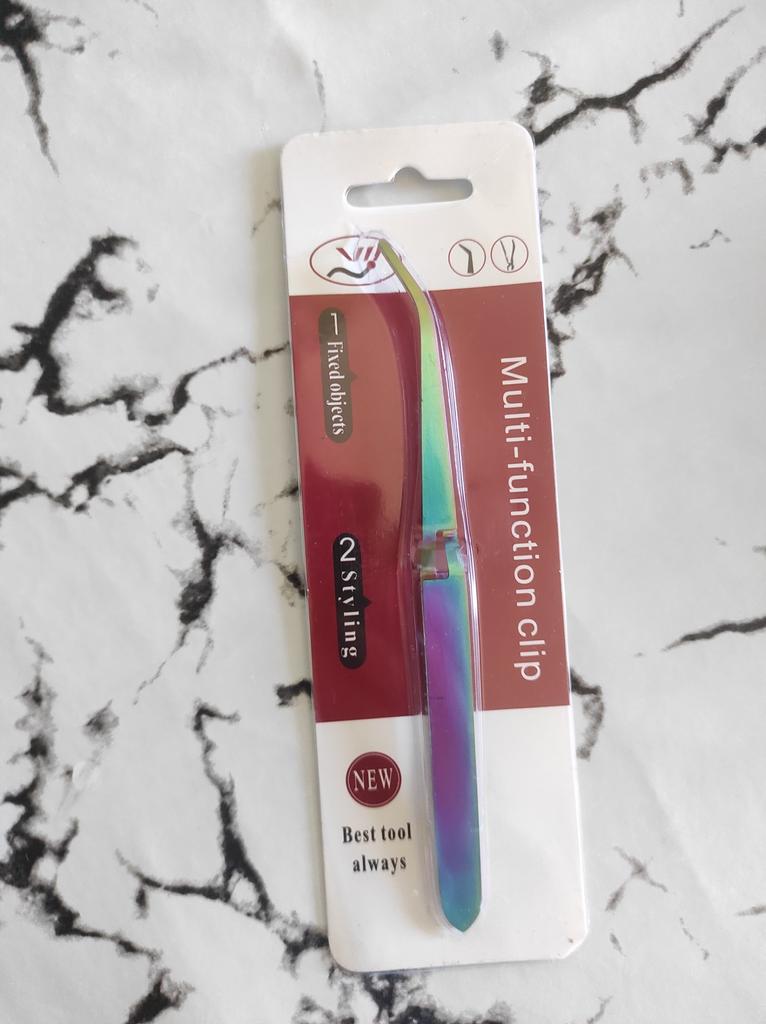 1 Fixed objects
Multi-function clip
2 Styling
NEW
Best tool
always